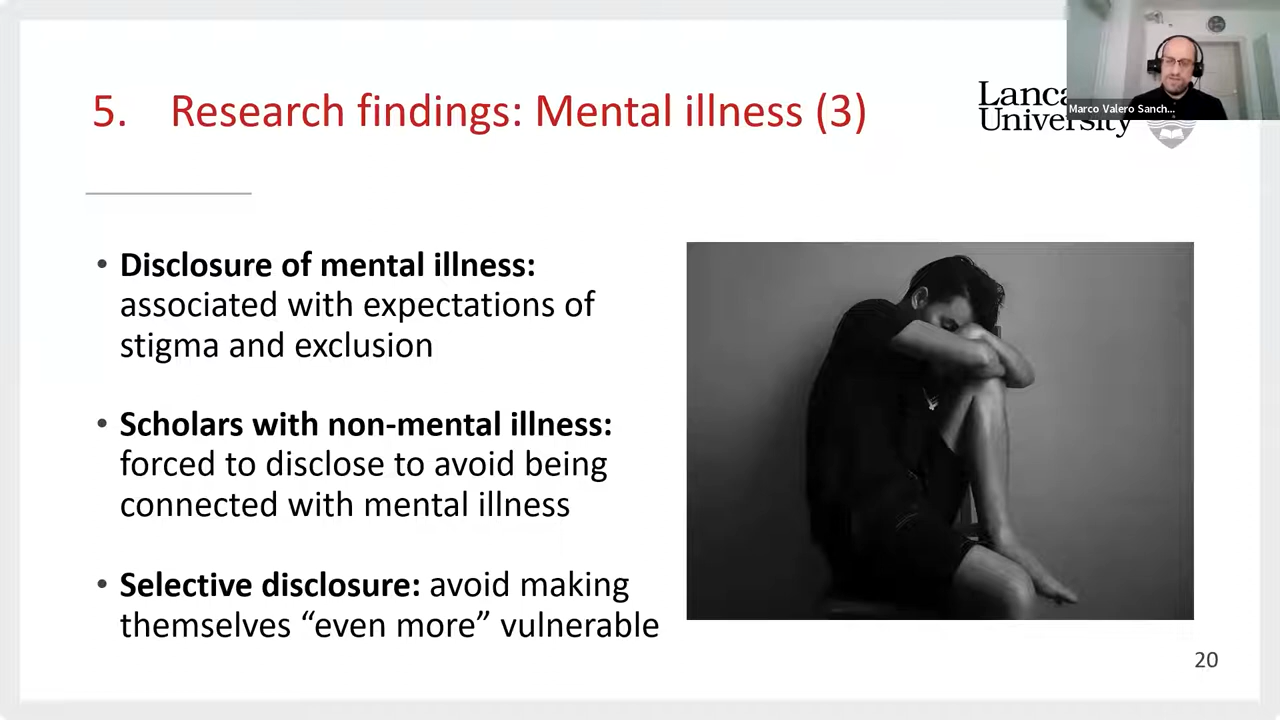 5. Research findings: Mental illness (3)
Lanca
University
Marco Valero Sanch...
• Disclosure of mental illness:
associated with expectations of
stigma and exclusion
• Scholars with non-mental illness:
forced to disclose to avoid being
connected with mental illness
• Selective disclosure: avoid making
themselves “even more” vulnerable
20